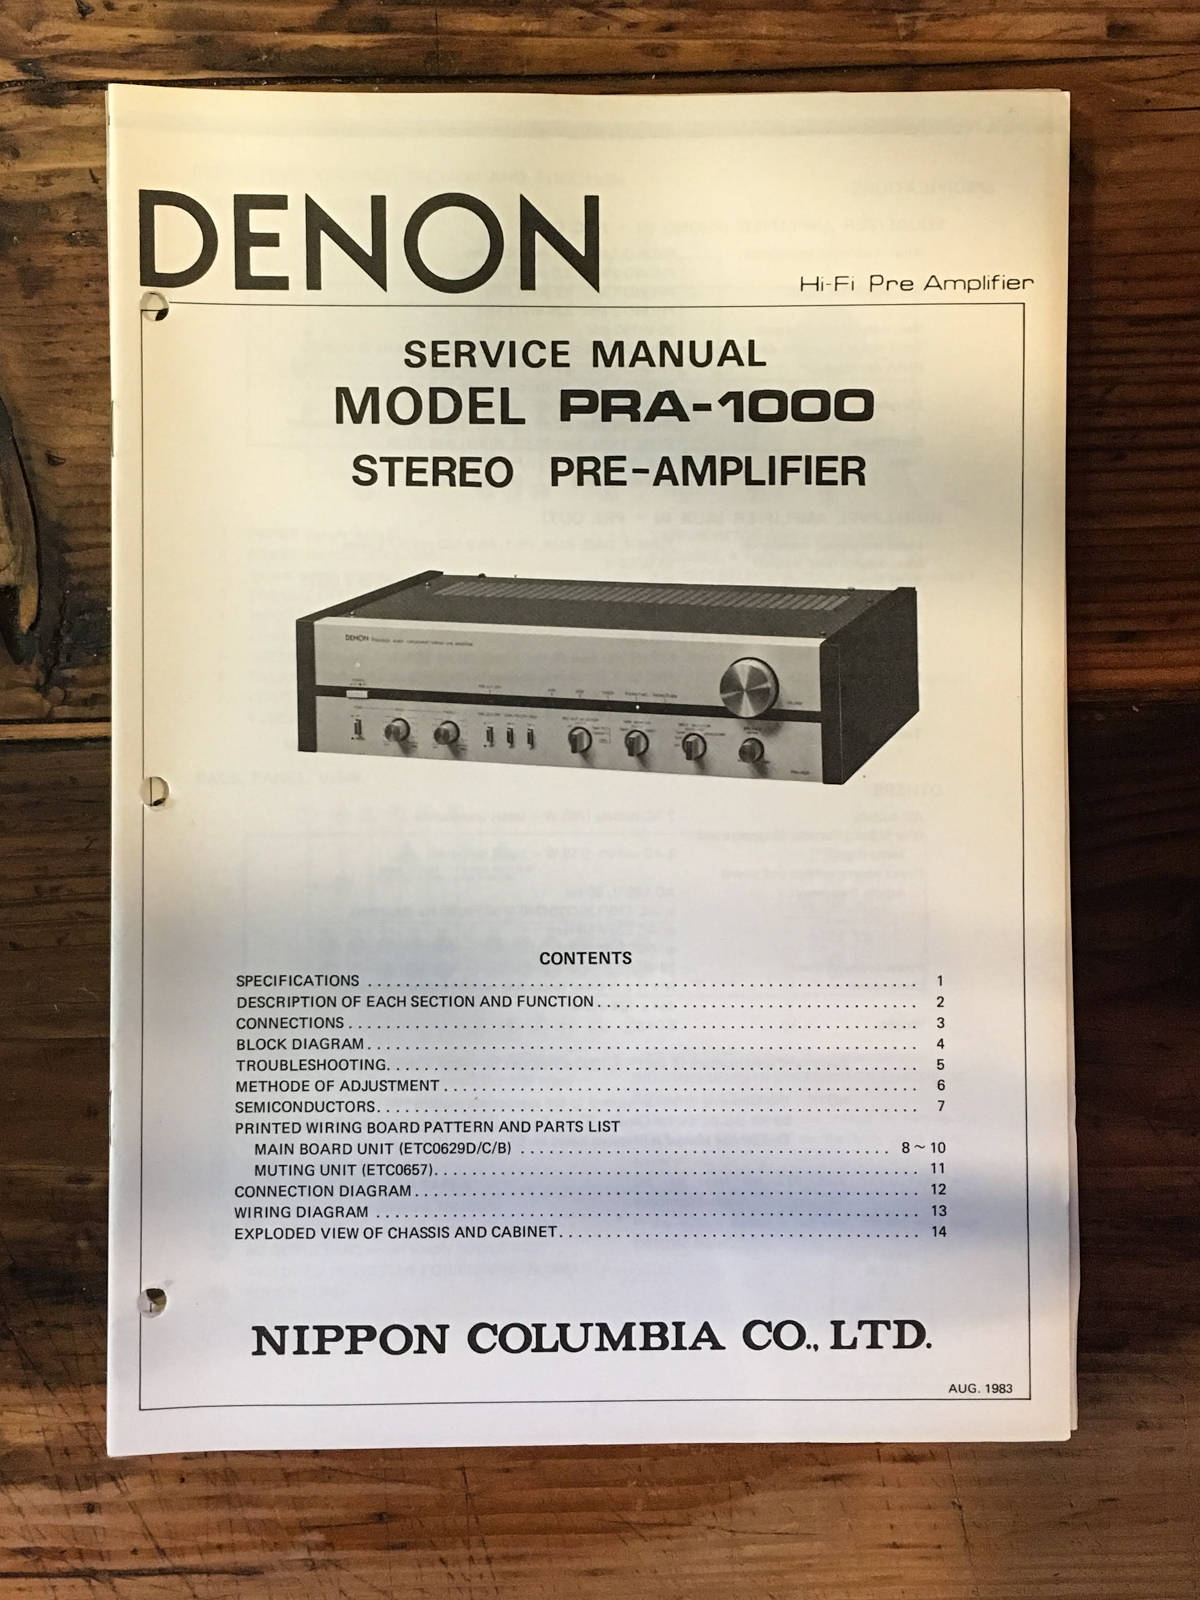 DENON
Hi-Fi Pre Amplifier
SERVICE MANUAL
MODEL PRA-1000
STEREO PRE-AMPLIFIER
DENON
CONTENTS
SPECIFICATIONS 1
DESCRIPTION OF EACH SECTION AND FUNCTION 2
CONNECTIONS 3
BLOCK DIAGRAM 4
TROUBLESHOOTING 5
METHODE OF ADJUSTMENT 6
SEMICONDUCTORS 7
PRINTED WIRING BOARD PATTERN AND PARTS LIST
MAIN BOARD UNIT (ETC0629D/C/B) 8 ~ 10
MUTING UNIT (ETC0657) 11
CONNECTION DIAGRAM 12
WIRING DIAGRAM 13
EXPLODED VIEW OF CHASSIS AND CABINET 14
NIPPON COLUMBIA CO., LTD.
AUG. 1983